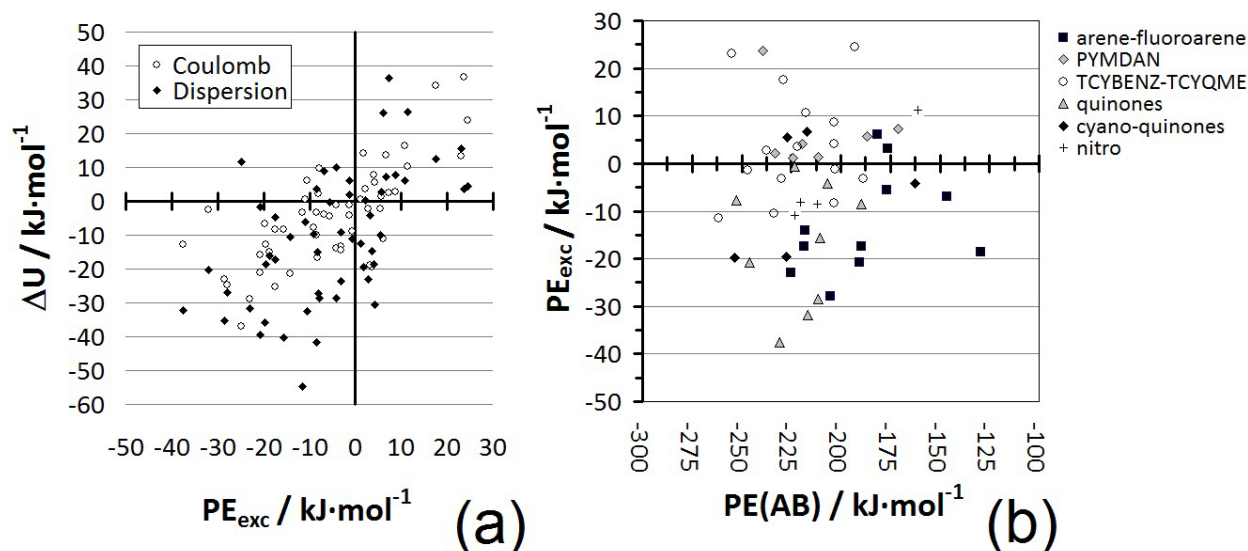 50
40
30
20
10
0
-10
-20
-30
-40
-50
-60
ΔU / kJ·mol⁻¹
Coulomb
Dispersion
-50 -40 -30 -20 -10 0 10 20 30
PE_exc / kJ·mol⁻¹
(a)
30
20
10
0
-10
-20
-30
-40
-50
PE_exc / kJ·mol⁻¹
-300 -275 -250 -225 -200 -175 -150 -125 -100
PE(AB) / kJ·mol⁻¹
(b)
arene-fluoroarene
PYMDAN
TCYBENZ-TCYQME
quinones
cyano-quinones
nitro